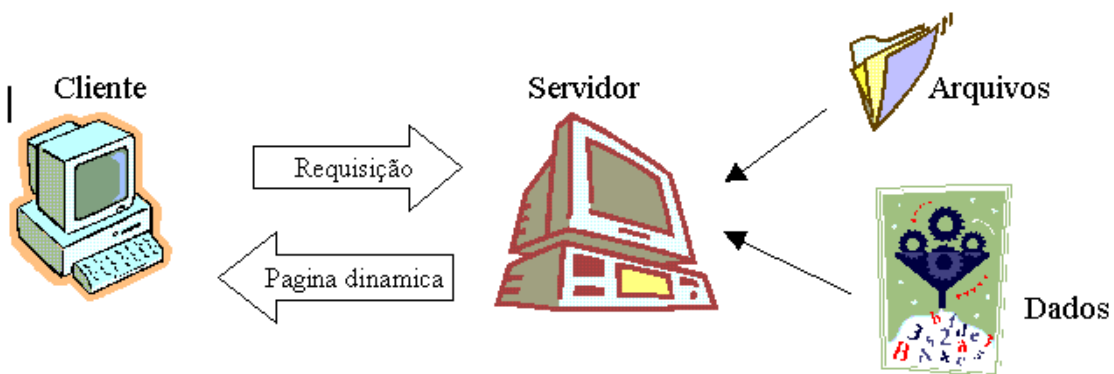 Cliente
Servidor
Arquivos
Requisição
Pagina dinamica
Dados